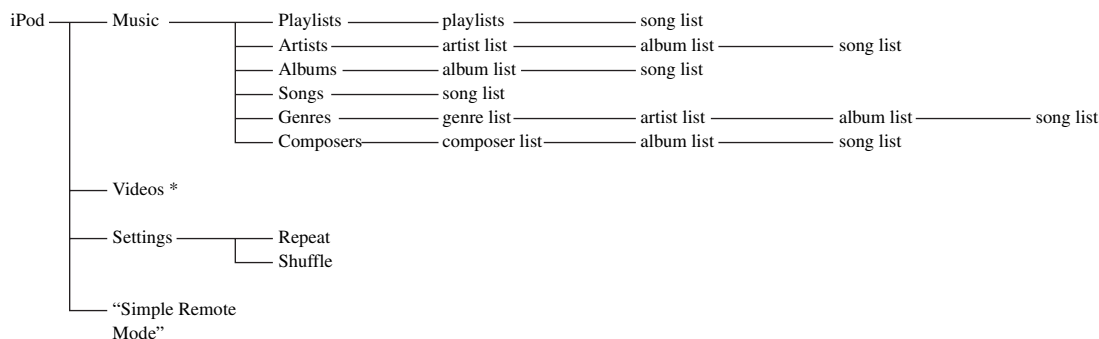 iPod Music Playlists playlists song list
Artists artist list album list song list
Albums album list song list
Songs song list
Genres genre list artist list album list song list
Composers composer list album list song list
Videos *
Settings Repeat
Shuffle
“Simple Remote
Mode”